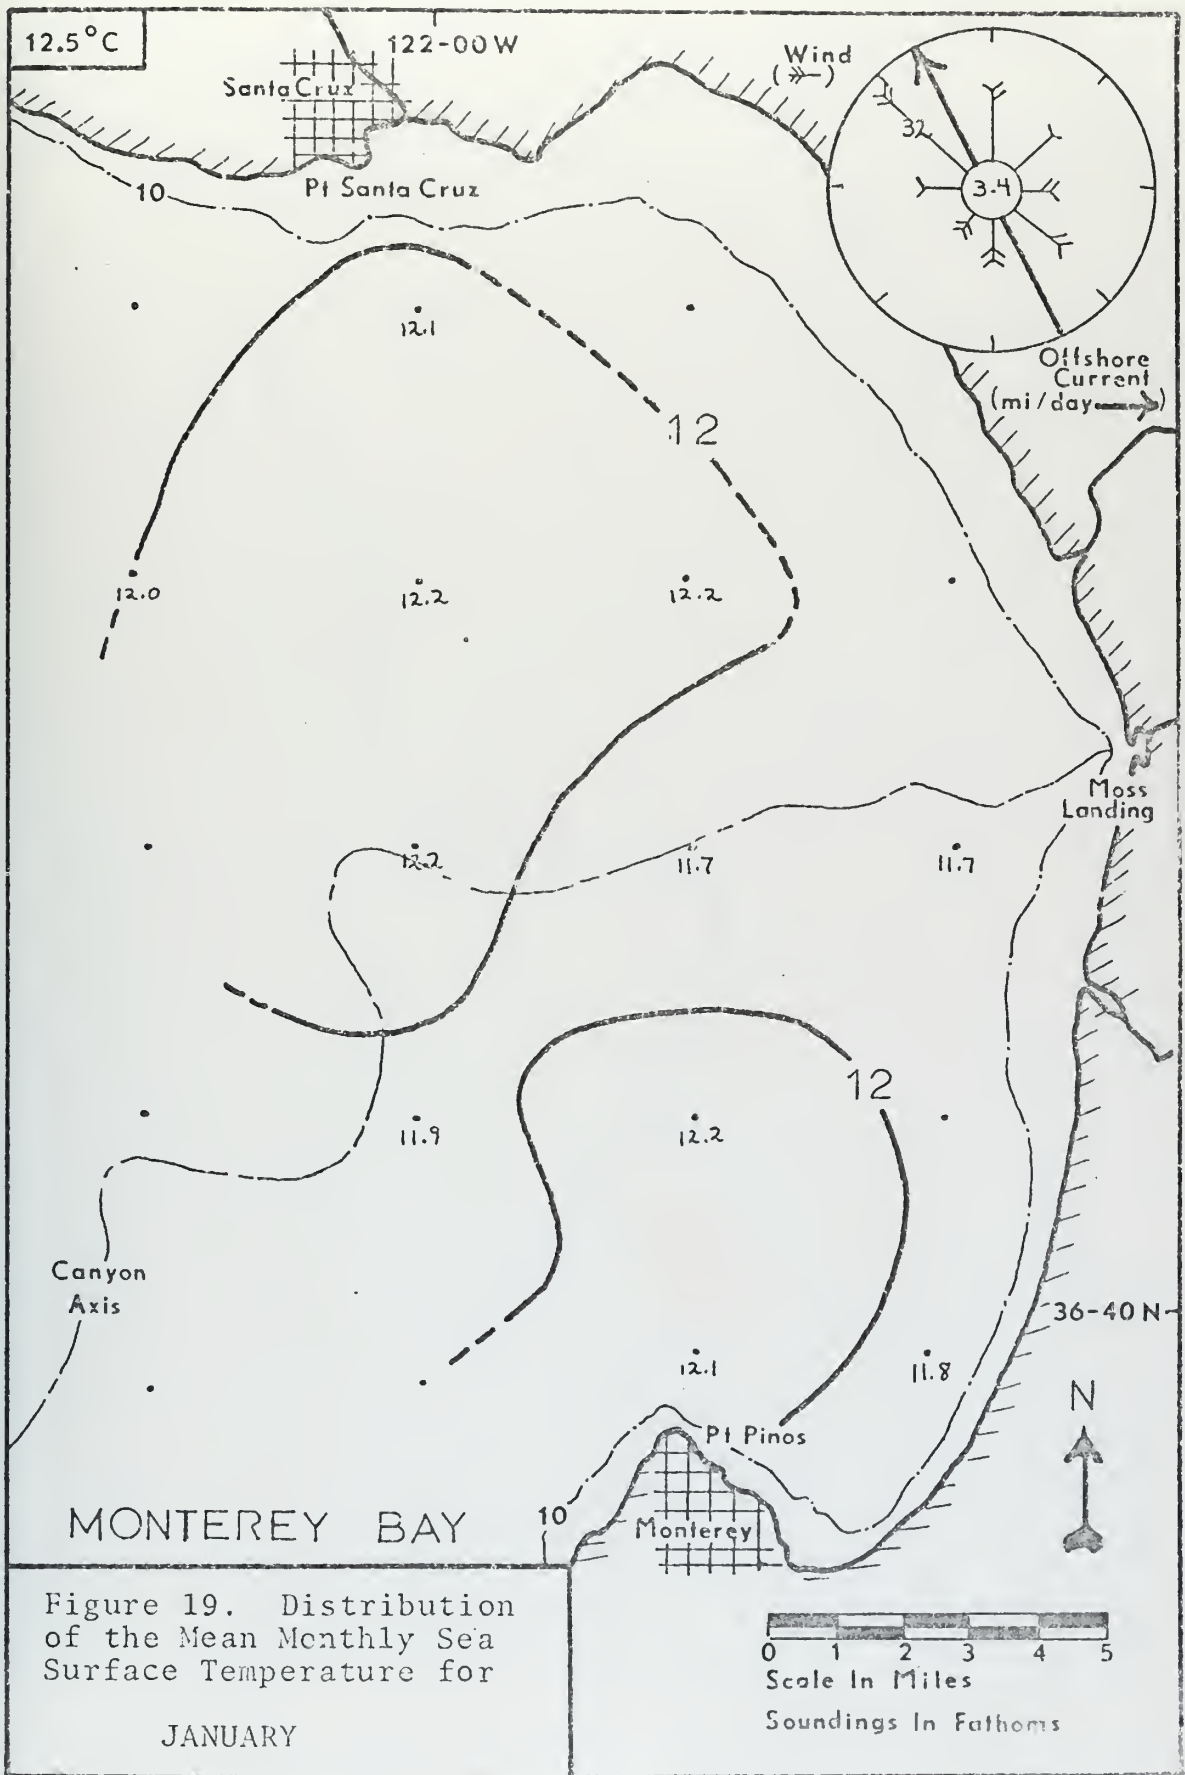 12.5°C
122-00W
Santa Cruz
Wind
32
3.4
10
Pt Santa Cruz
12.1
Offshore
Current
(mi/day)
12
12.0
12.2
12.2
Moss
Landing
12.2
11.7
11.7
12
11.9
12.2
Canyon
Axis
36-40N
12.1
11.8
N
Pt Pinos
10
Monterey
MONTEREY BAY
Figure 19. Distribution
of the Mean Monthly Sea
Surface Temperature for
JANUARY
0 1 2 3 4 5
Scale In Miles
Soundings In Fathoms